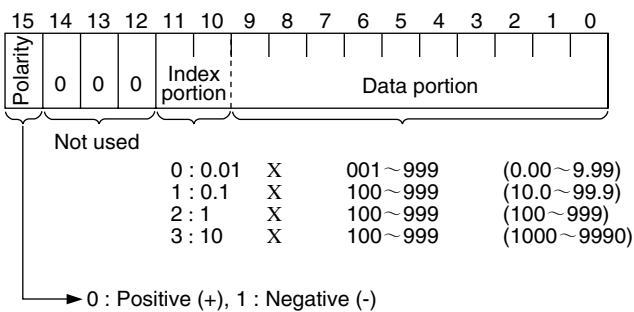 15 14 13 12 11 10 9 8 7 6 5 4 3 2 1 0
Polarity 0 0 0 Index portion Data portion
Not used
0 : 0.01 X 001～999 (0.00～9.99)
1 : 0.1 X 100～999 (10.0～99.9)
2 : 1 X 100～999 (100～999)
3 : 10 X 100～999 (1000～9990)
0 : Positive (+), 1 : Negative (-)